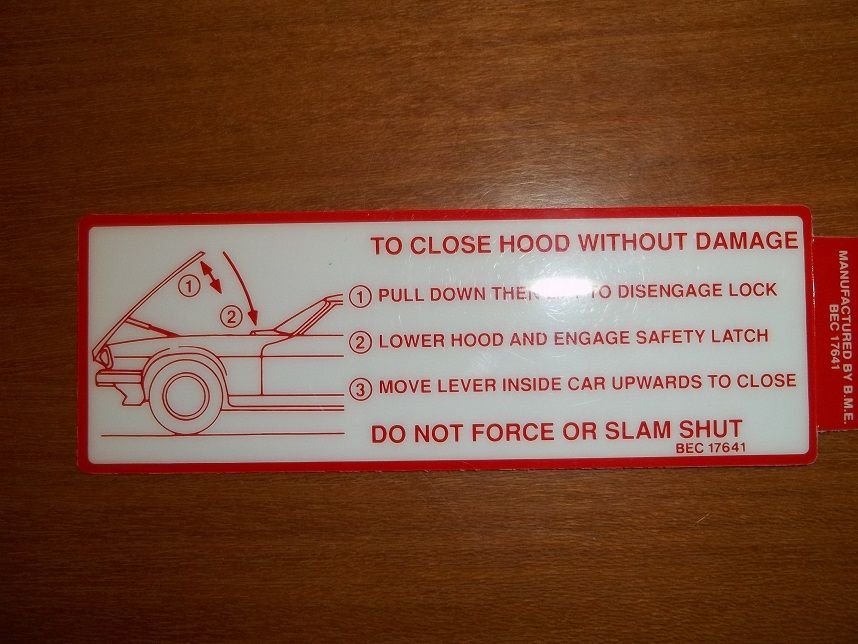 TO CLOSE HOOD WITHOUT DAMAGE
1 PULL DOWN THEN TO DISENGAGE LOCK
2 LOWER HOOD AND ENGAGE SAFETY LATCH
3 MOVE LEVER INSIDE CAR UPWARDS TO CLOSE
DO NOT FORCE OR SLAM SHUT
BEC 17641
1
2
MANUFACTURED BY B.M.E.
BEC 17641